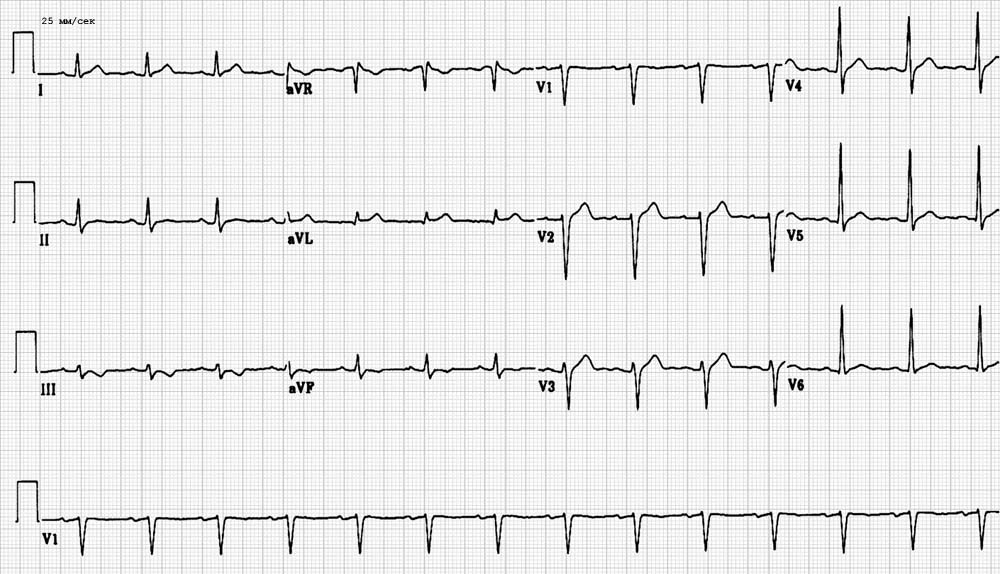 25 мм/сек
I aVR V1 V4
II aVL V2 V5
III aVF V3 V6
V1